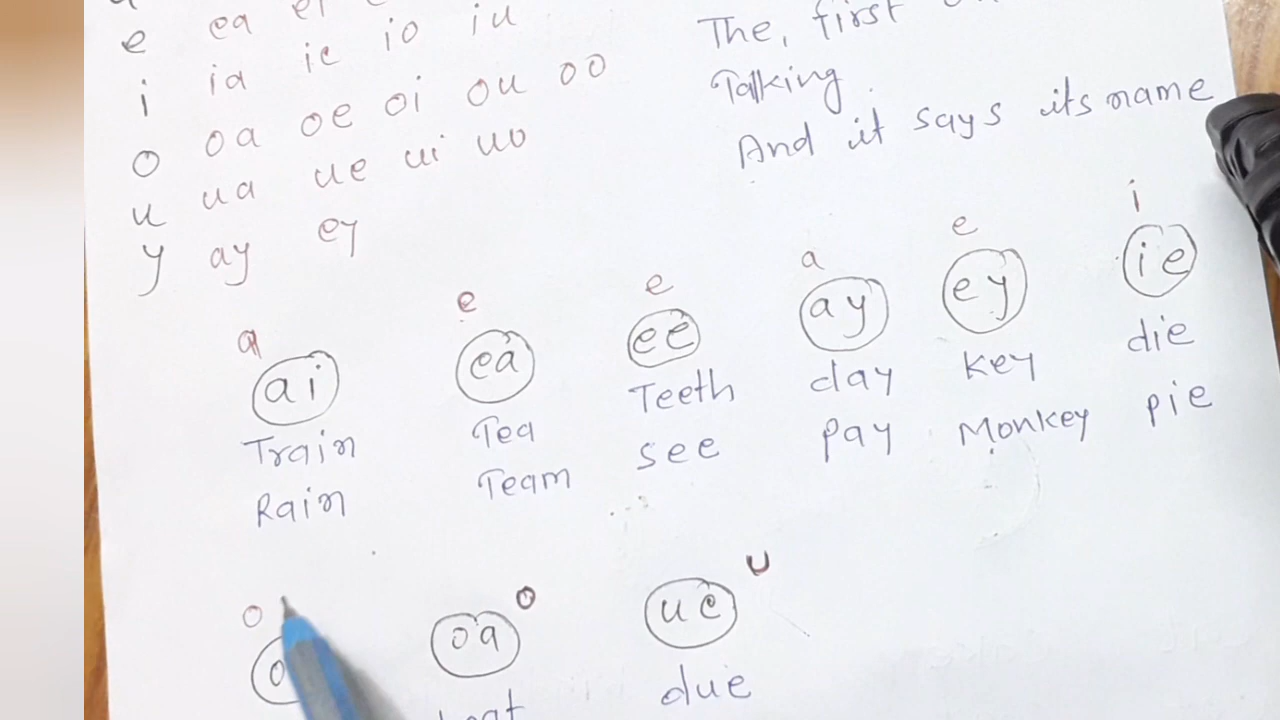 e ea ei
i ia ie io iu
o oa oe oi ou oo
u ua ue ui uo
y ay ey
The, first
Talking
And it says its name
a e e a e i
ai ea ee ay ey ie
Train Tea Teeth clay key die
Rain Team see pay Monkey pie
o o u
o oa ue
due